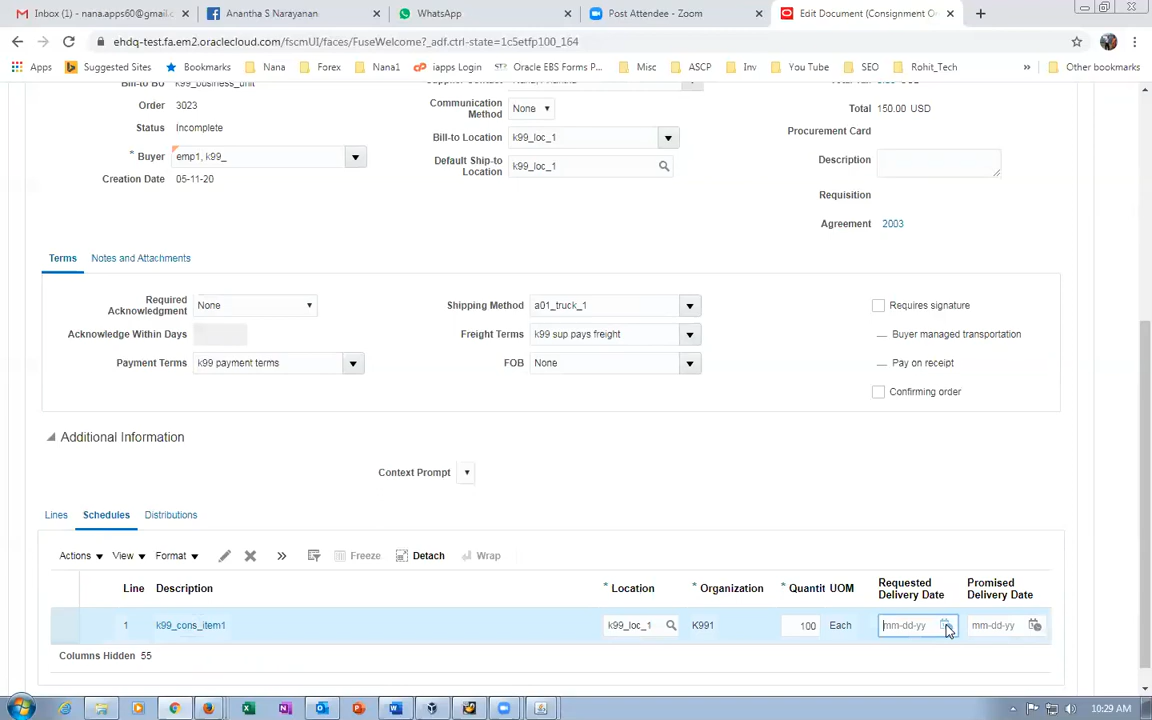 Inbox (1) - nana.apps60@gmail.c
Anantha S Narayanan
WhatsApp
Post Attendee - Zoom
Edit Document (Consignment O
ehdq-test.fa.em2.oraclecloud.com/fscmUI/faces/FuseWelcome?_adf.ctrl-state=1c5etfp100_164
Apps Suggested Sites Bookmarks Nana Forex Nana1 iapps Login Oracle EBS Forms P... Misc ASCP Inv You Tube SEO Rohit_Tech » Other bookmarks
Bill-to BU k99_business_unit
Order 3023
Status Incomplete
* Buyer emp1, k99_
Creation Date 05-11-20
Communication Method None
Bill-to Location k99_loc_1
Default Ship-to Location k99_loc_1
Total 150.00 USD
Procurement Card
Description
Requisition
Agreement 2003
Terms Notes and Attachments
Required Acknowledgment None
Acknowledge Within Days
Payment Terms k99 payment terms
Shipping Method a01_truck_1
Freight Terms k99 sup pays freight
FOB None
Requires signature
Buyer managed transportation
Pay on receipt
Confirming order
Additional Information
Context Prompt
Lines Schedules Distributions
Actions View Format » Freeze Detach Wrap
Line Description * Location * Organization * Quantit UOM Requested Delivery Date Promised Delivery Date
1 k99_cons_item1 k99_loc_1 K991 100 Each mm-dd-yy mm-dd-yy
Columns Hidden 55
10:29 AM